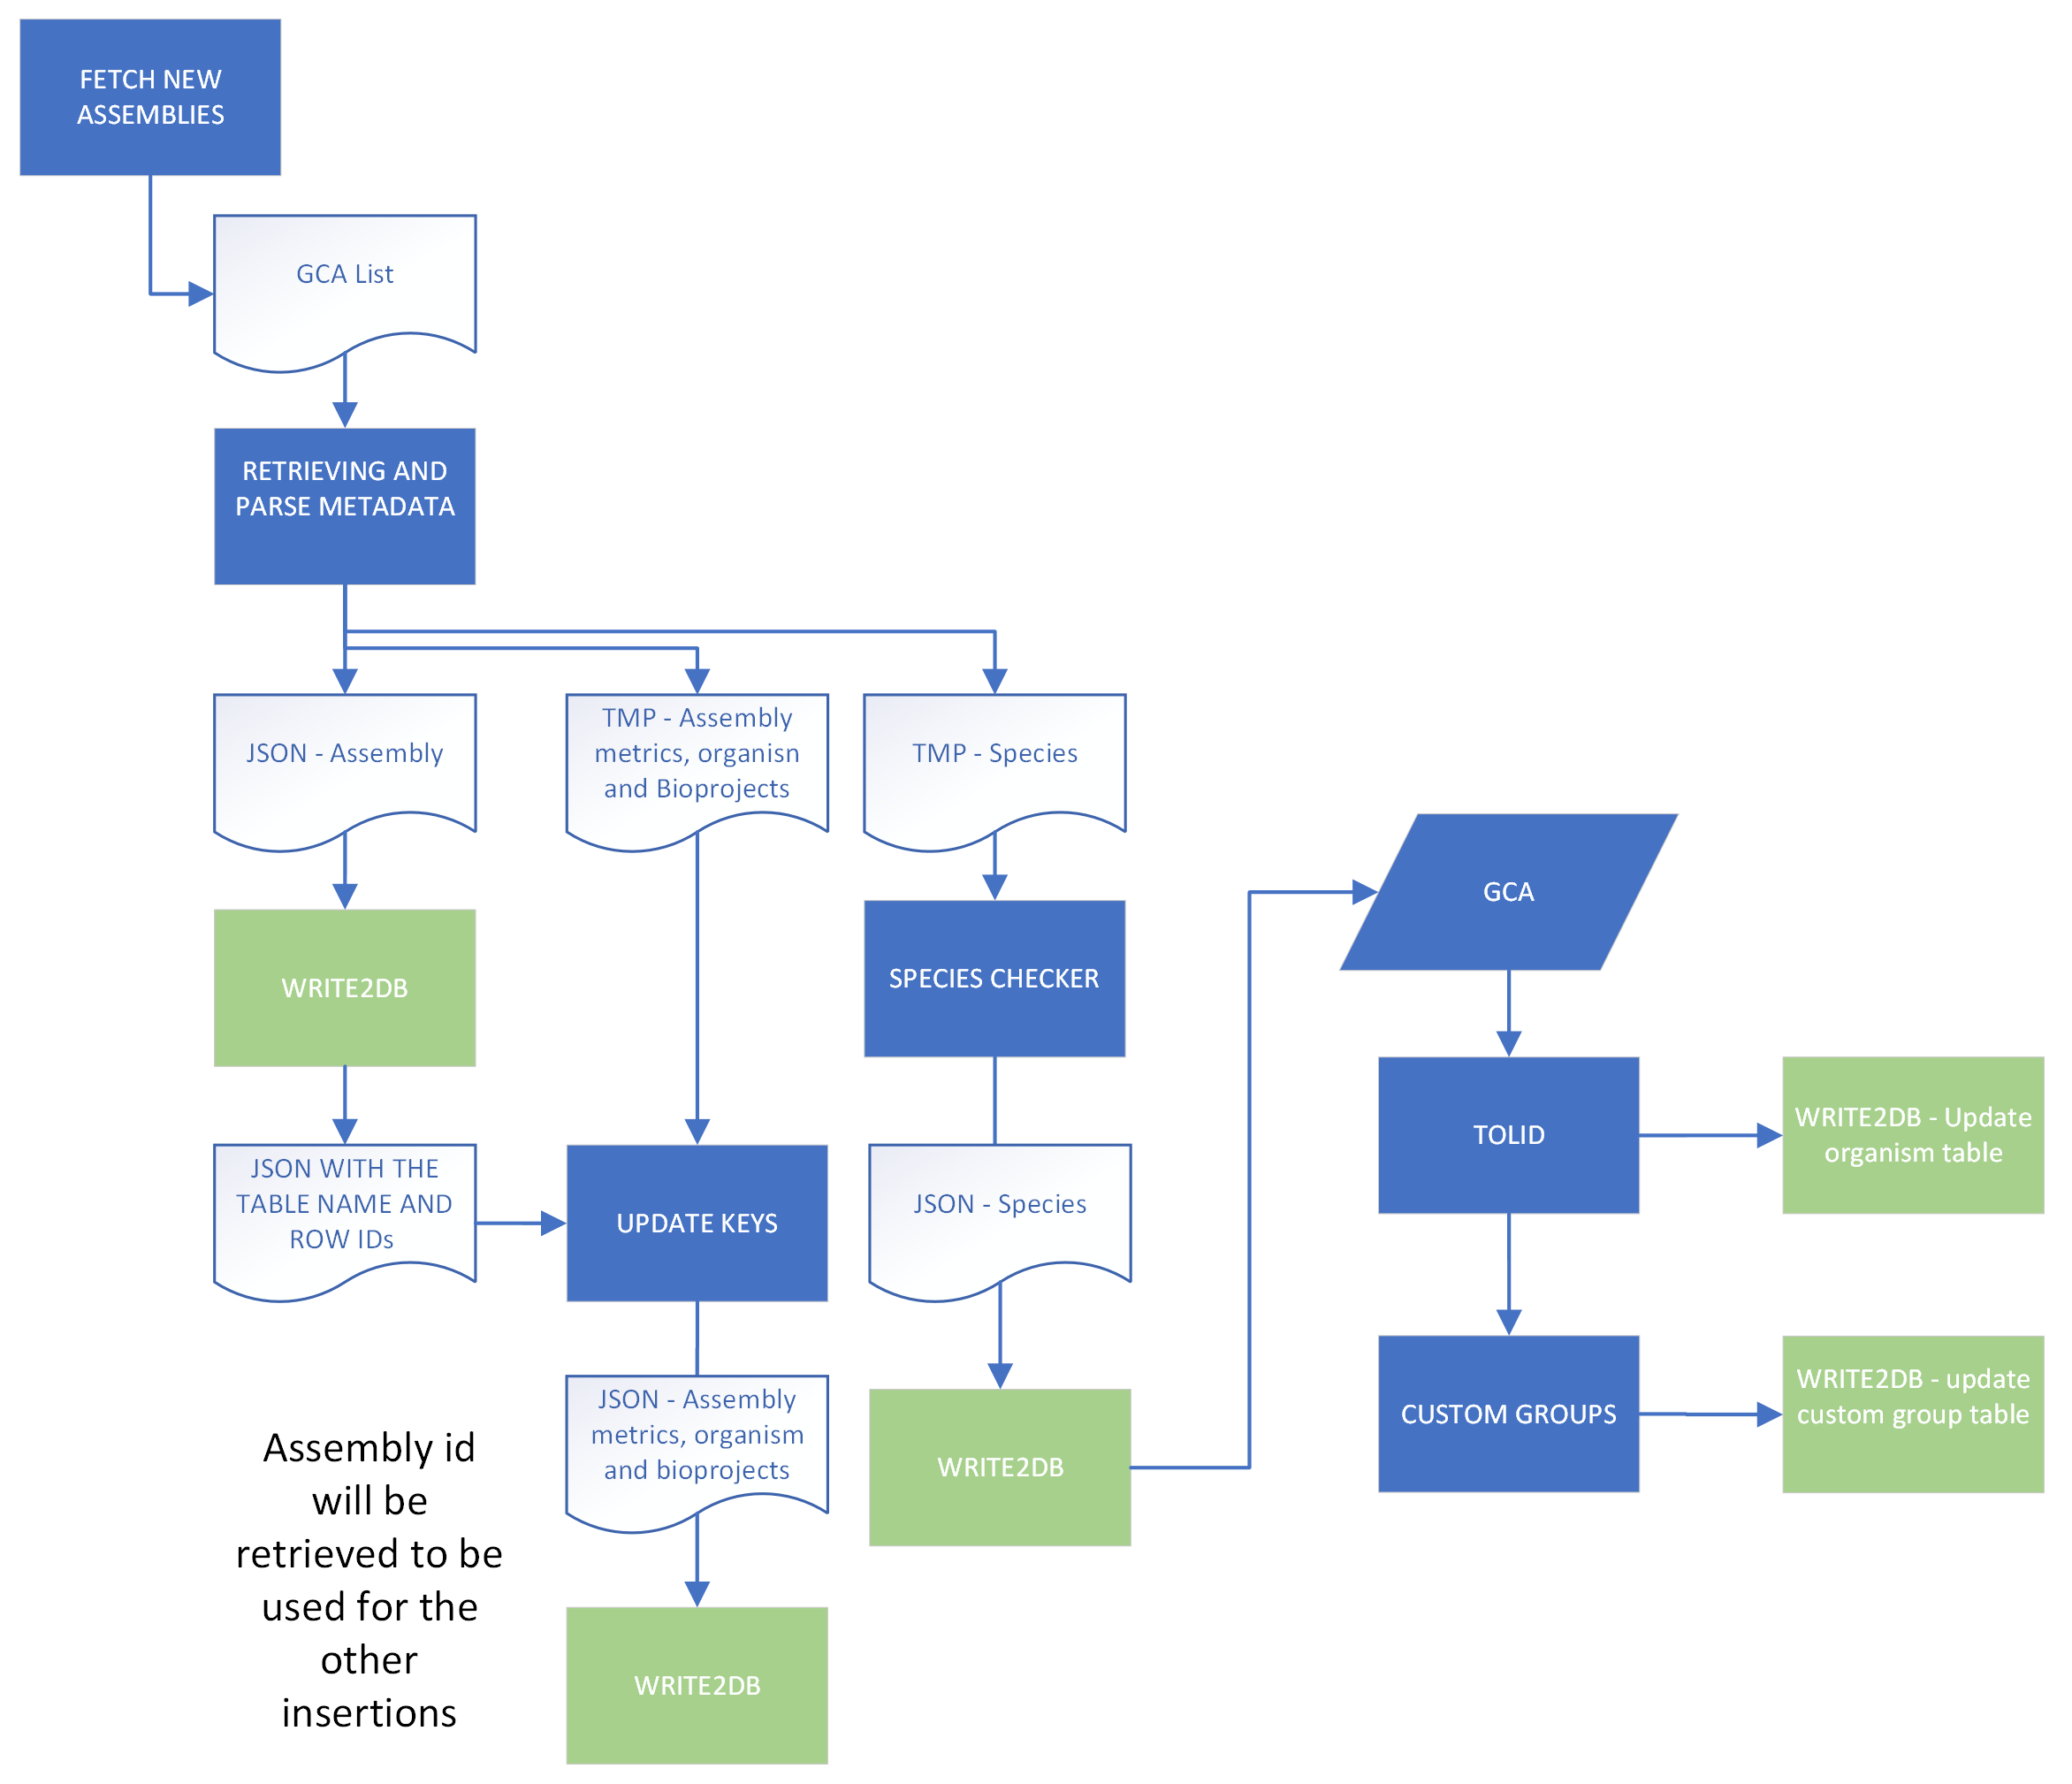 FETCH NEW
ASSEMBLIES
GCA List
RETRIEVING AND
PARSE METADATA
JSON - Assembly
TMP - Assembly
metrics, organisn
and Bioprojects
TMP - Species
GCA
WRITE2DB
SPECIES CHECKER
TOLID
WRITE2DB - Update
organism table
JSON WITH THE
TABLE NAME AND
ROW IDs
UPDATE KEYS
JSON - Species
CUSTOM GROUPS
WRITE2DB - update
custom group table
JSON - Assembly
metrics, organism
and bioprojects
WRITE2DB
Assembly id
will be
retrieved to be
used for the
other
insertions
WRITE2DB